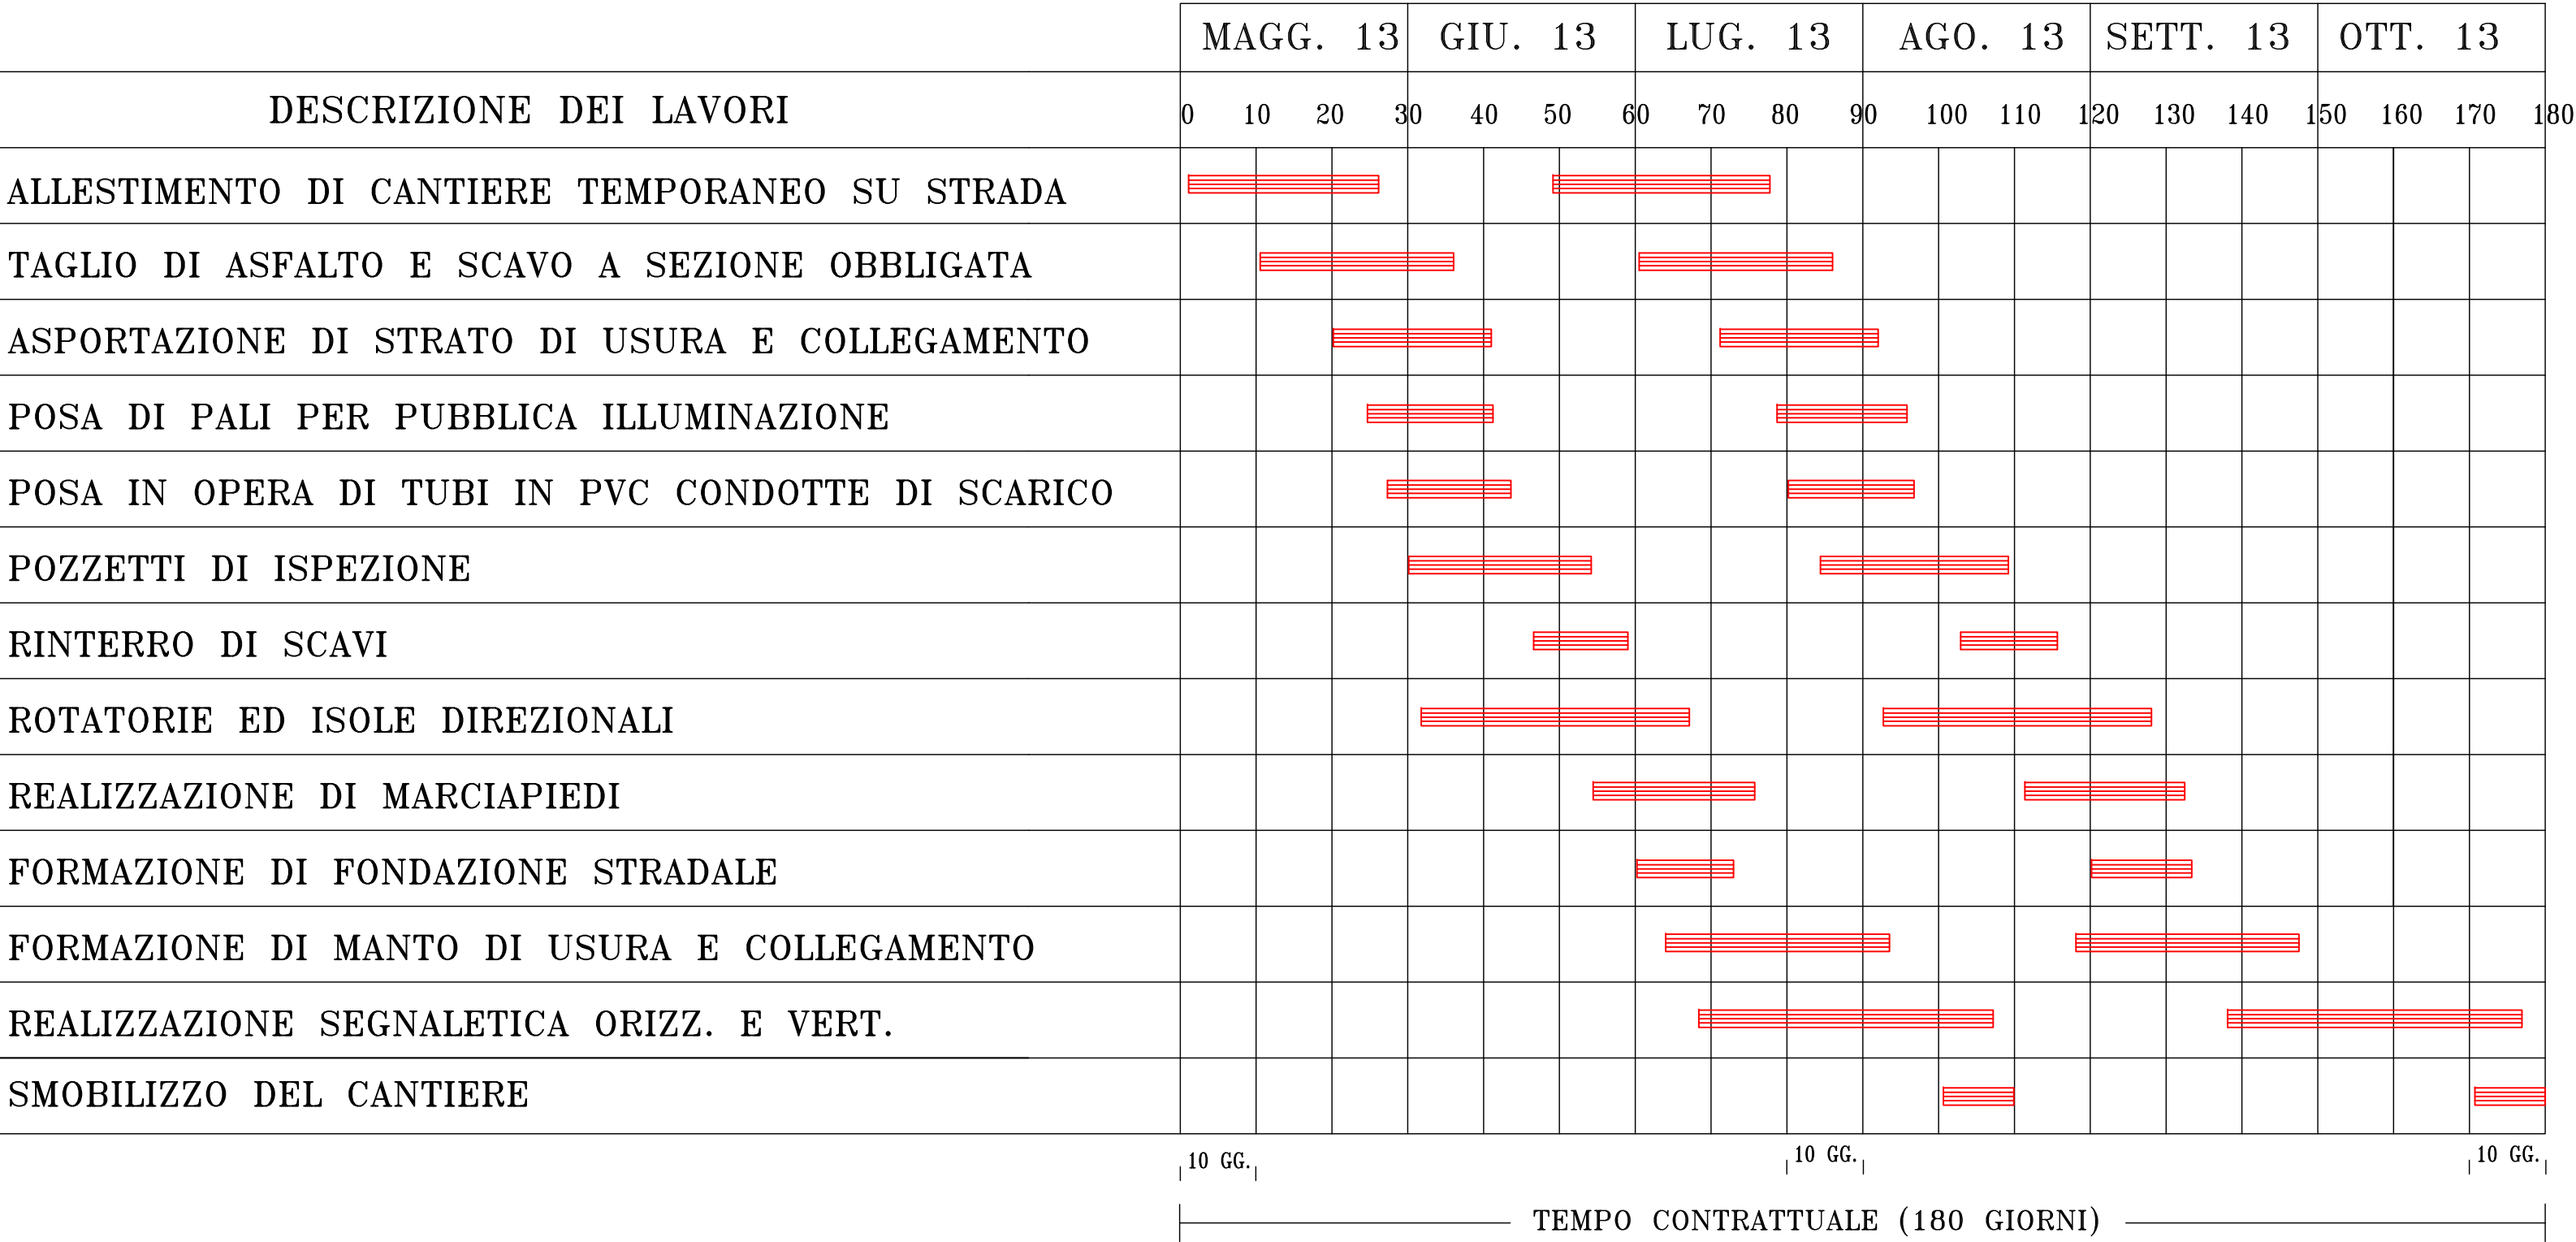 MAGG. 13 GIU. 13 LUG. 13 AGO. 13 SETT. 13 OTT. 13
DESCRIZIONE DEI LAVORI 0 10 20 30 40 50 60 70 80 90 100 110 120 130 140 150 160 170 180
ALLESTIMENTO DI CANTIERE TEMPORANEO SU STRADA
TAGLIO DI ASFALTO E SCAVO A SEZIONE OBBLIGATA
ASPORTAZIONE DI STRATO DI USURA E COLLEGAMENTO
POSA DI PALI PER PUBBLICA ILLUMINAZIONE
POSA IN OPERA DI TUBI IN PVC CONDOTTE DI SCARICO
POZZETTI DI ISPEZIONE
RINTERRO DI SCAVI
ROTATORIE ED ISOLE DIREZIONALI
REALIZZAZIONE DI MARCIAPIEDI
FORMAZIONE DI FONDAZIONE STRADALE
FORMAZIONE DI MANTO DI USURA E COLLEGAMENTO
REALIZZAZIONE SEGNALETICA ORIZZ. E VERT.
SMOBILIZZO DEL CANTIERE
10 GG. 10 GG. 10 GG.
TEMPO CONTRATTUALE (180 GIORNI)